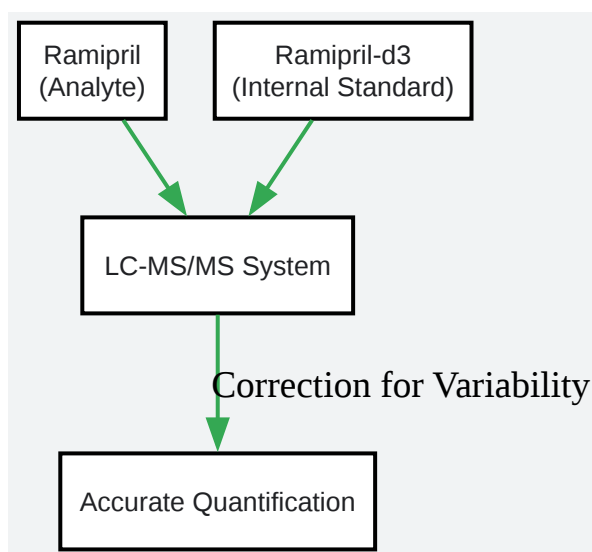 Ramipril
(Analyte)
Ramipril-d3
(Internal Standard)
LC-MS/MS System
Correction for Variability
Accurate Quantification